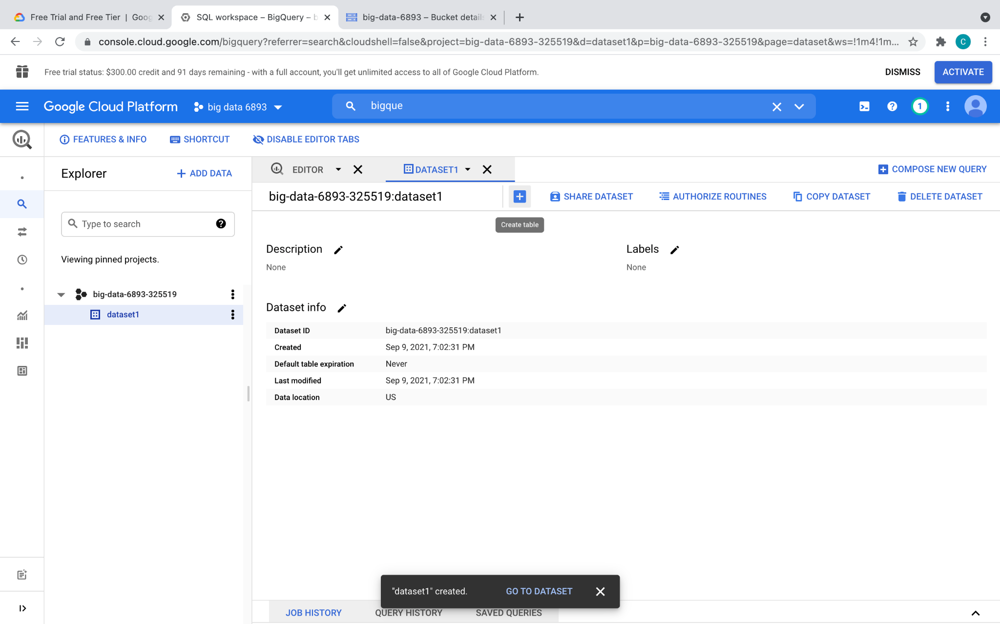 Free Trial and Free Tier | Goog
SQL workspace – BigQuery – b
big-data-6893 – Bucket details
console.cloud.google.com/bigquery?referrer=search&cloudshell=false&project=big-data-6893-325519&d=dataset1&p=big-data-6893-325519&page=dataset&ws=!1m4!1m...
C
Free trial status: $300.00 credit and 91 days remaining - with a full account, you'll get unlimited access to all of Google Cloud Platform.
DISMISS
ACTIVATE
Google Cloud Platform
big data 6893
bigque
1
FEATURES & INFO
SHORTCUT
DISABLE EDITOR TABS
Explorer
ADD DATA
EDITOR
DATASET1
COMPOSE NEW QUERY
big-data-6893-325519:dataset1
SHARE DATASET
AUTHORIZE ROUTINES
COPY DATASET
DELETE DATASET
Create table
Type to search
Viewing pinned projects.
big-data-6893-325519
dataset1
Description
None
Labels
None
Dataset info
Dataset ID big-data-6893-325519:dataset1
Created Sep 9, 2021, 7:02:31 PM
Default table expiration Never
Last modified Sep 9, 2021, 7:02:31 PM
Data location US
"dataset1" created.
GO TO DATASET
JOB HISTORY
QUERY HISTORY
SAVED QUERIES